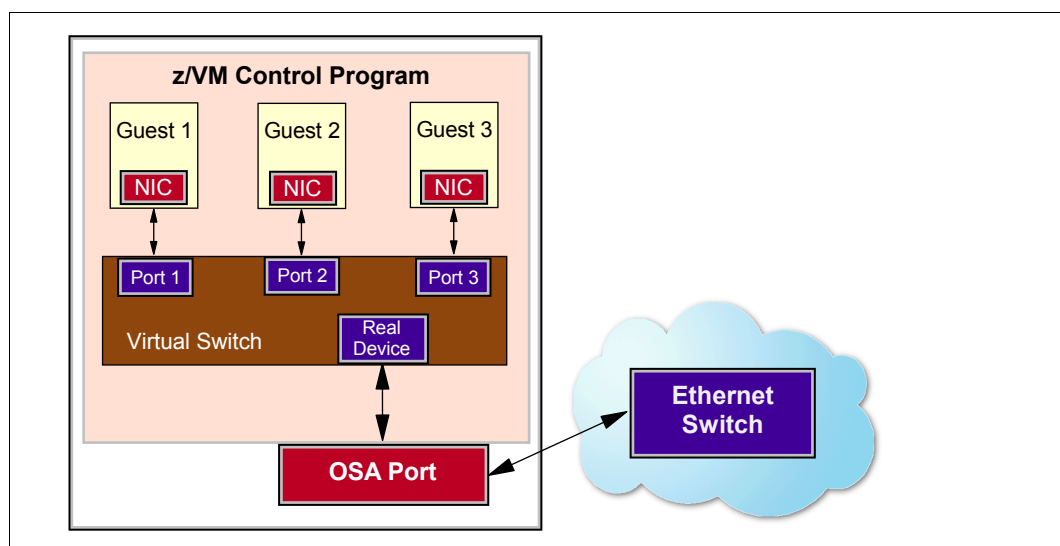 z/VM Control Program
Guest 1
Guest 2
Guest 3
NIC
NIC
NIC
Port 1
Port 2
Port 3
Virtual Switch
Real
Device
Ethernet
Switch
OSA Port